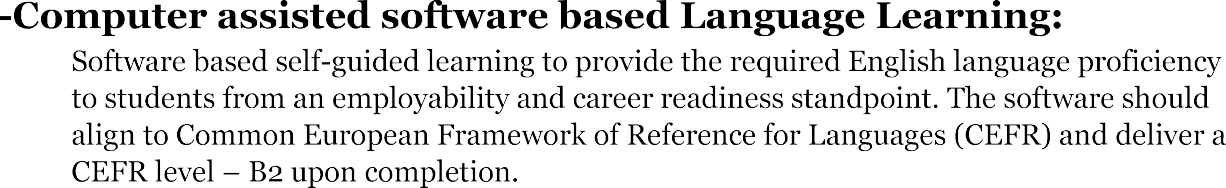 -Computer assisted software based Language Learning:
Software based self-guided learning to provide the required English language proficiency
to students from an employability and career readiness standpoint. The software should
align to Common European Framework of Reference for Languages (CEFR) and deliver a
CEFR level – B2 upon completion.